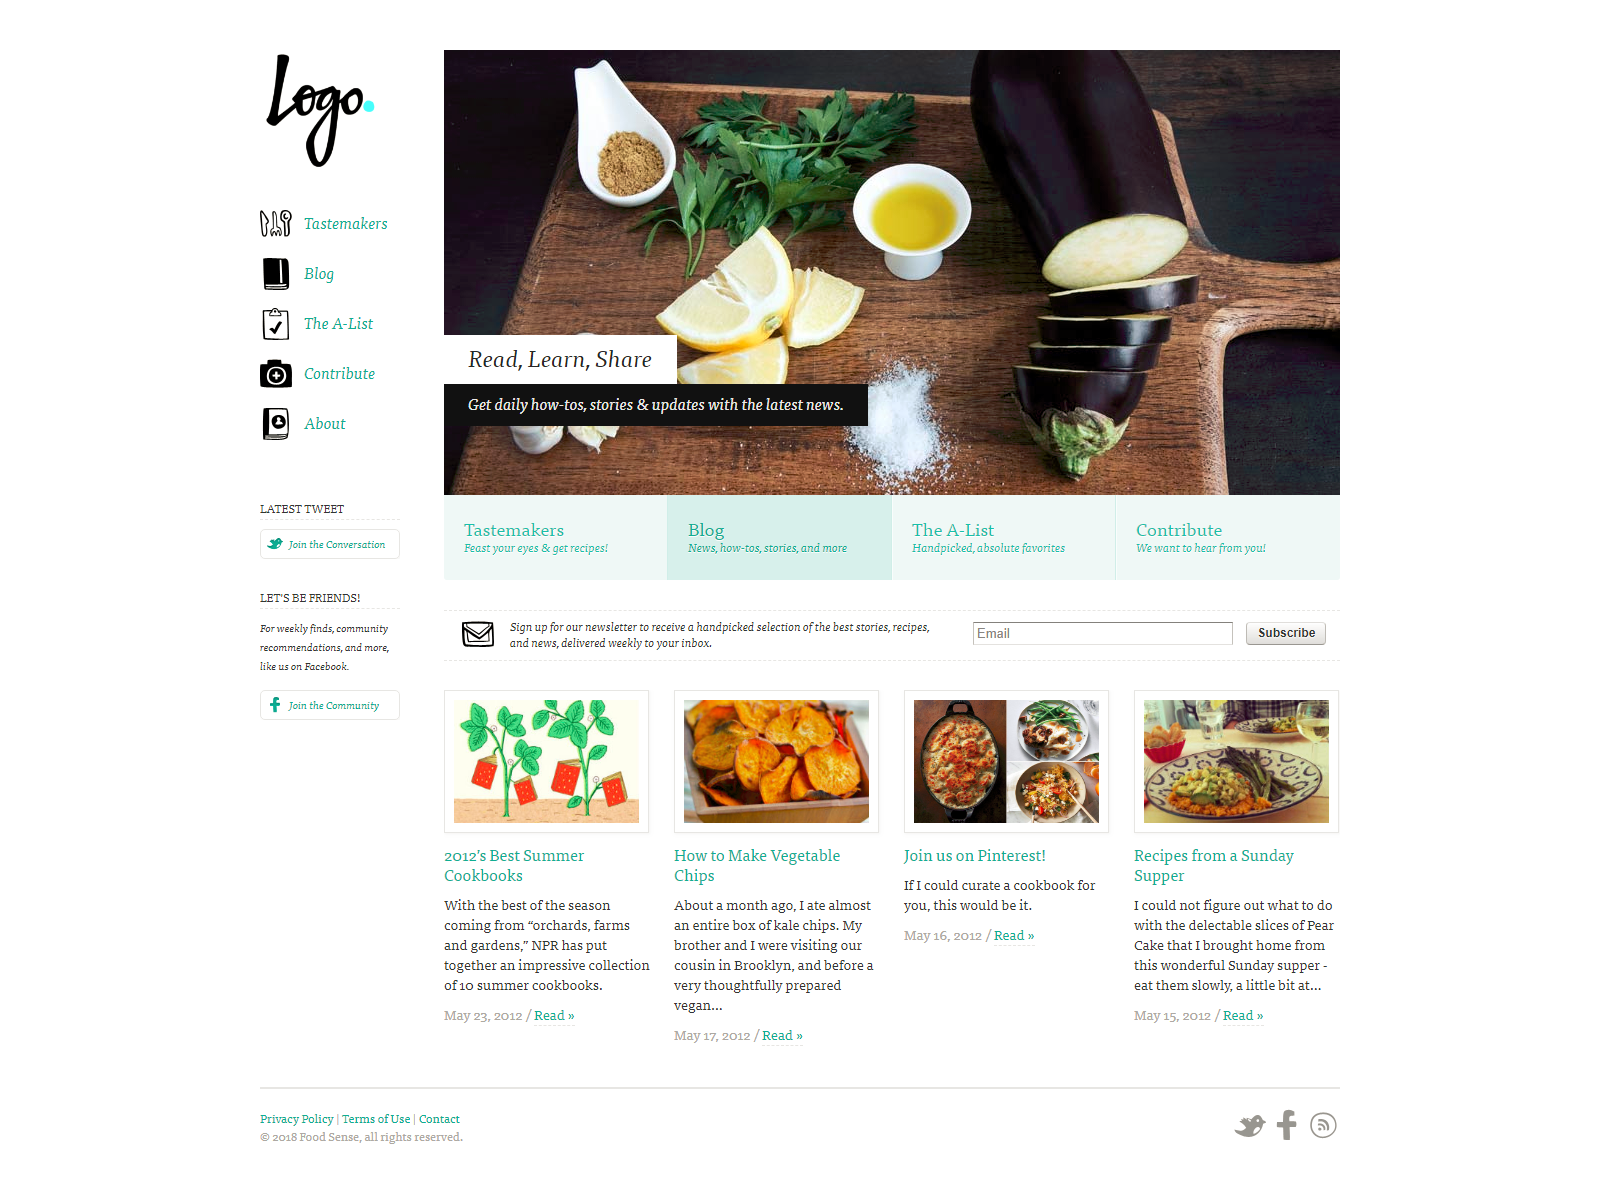 Logo.
Tastemakers
Blog
The A-List
Contribute
About
LATEST TWEET
Join the Conversation
LET'S BE FRIENDS!
For weekly finds, community
recommendations, and more,
like us on Facebook.
Join the Community
Read, Learn, Share
Get daily how-tos, stories & updates with the latest news.
Tastemakers
Feast your eyes & get recipes!
Blog
News, how-tos, stories, and more
The A-List
Handpicked, absolute favorites
Contribute
We want to hear from you!
Sign up for our newsletter to receive a handpicked selection of the best stories, recipes,
and news, delivered weekly to your inbox.
Email
Subscribe
2012's Best Summer
Cookbooks
With the best of the season
coming from “orchards, farms
and gardens,” NPR has put
together an impressive collection
of 10 summer cookbooks.
May 23, 2012 / Read »
How to Make Vegetable
Chips
About a month ago, I ate almost
an entire box of kale chips. My
brother and I were visiting our
cousin in Brooklyn, and before a
very thoughtfully prepared
vegan...
May 17, 2012 / Read »
Join us on Pinterest!
If I could curate a cookbook for
you, this would be it.
May 16, 2012 / Read »
Recipes from a Sunday
Supper
I could not figure out what to do
with the delectable slices of Pear
Cake that I brought home from
this wonderful Sunday supper -
eat them slowly, a little bit at...
May 15, 2012 / Read »
Privacy Policy | Terms of Use | Contact
© 2018 Food Sense, all rights reserved.